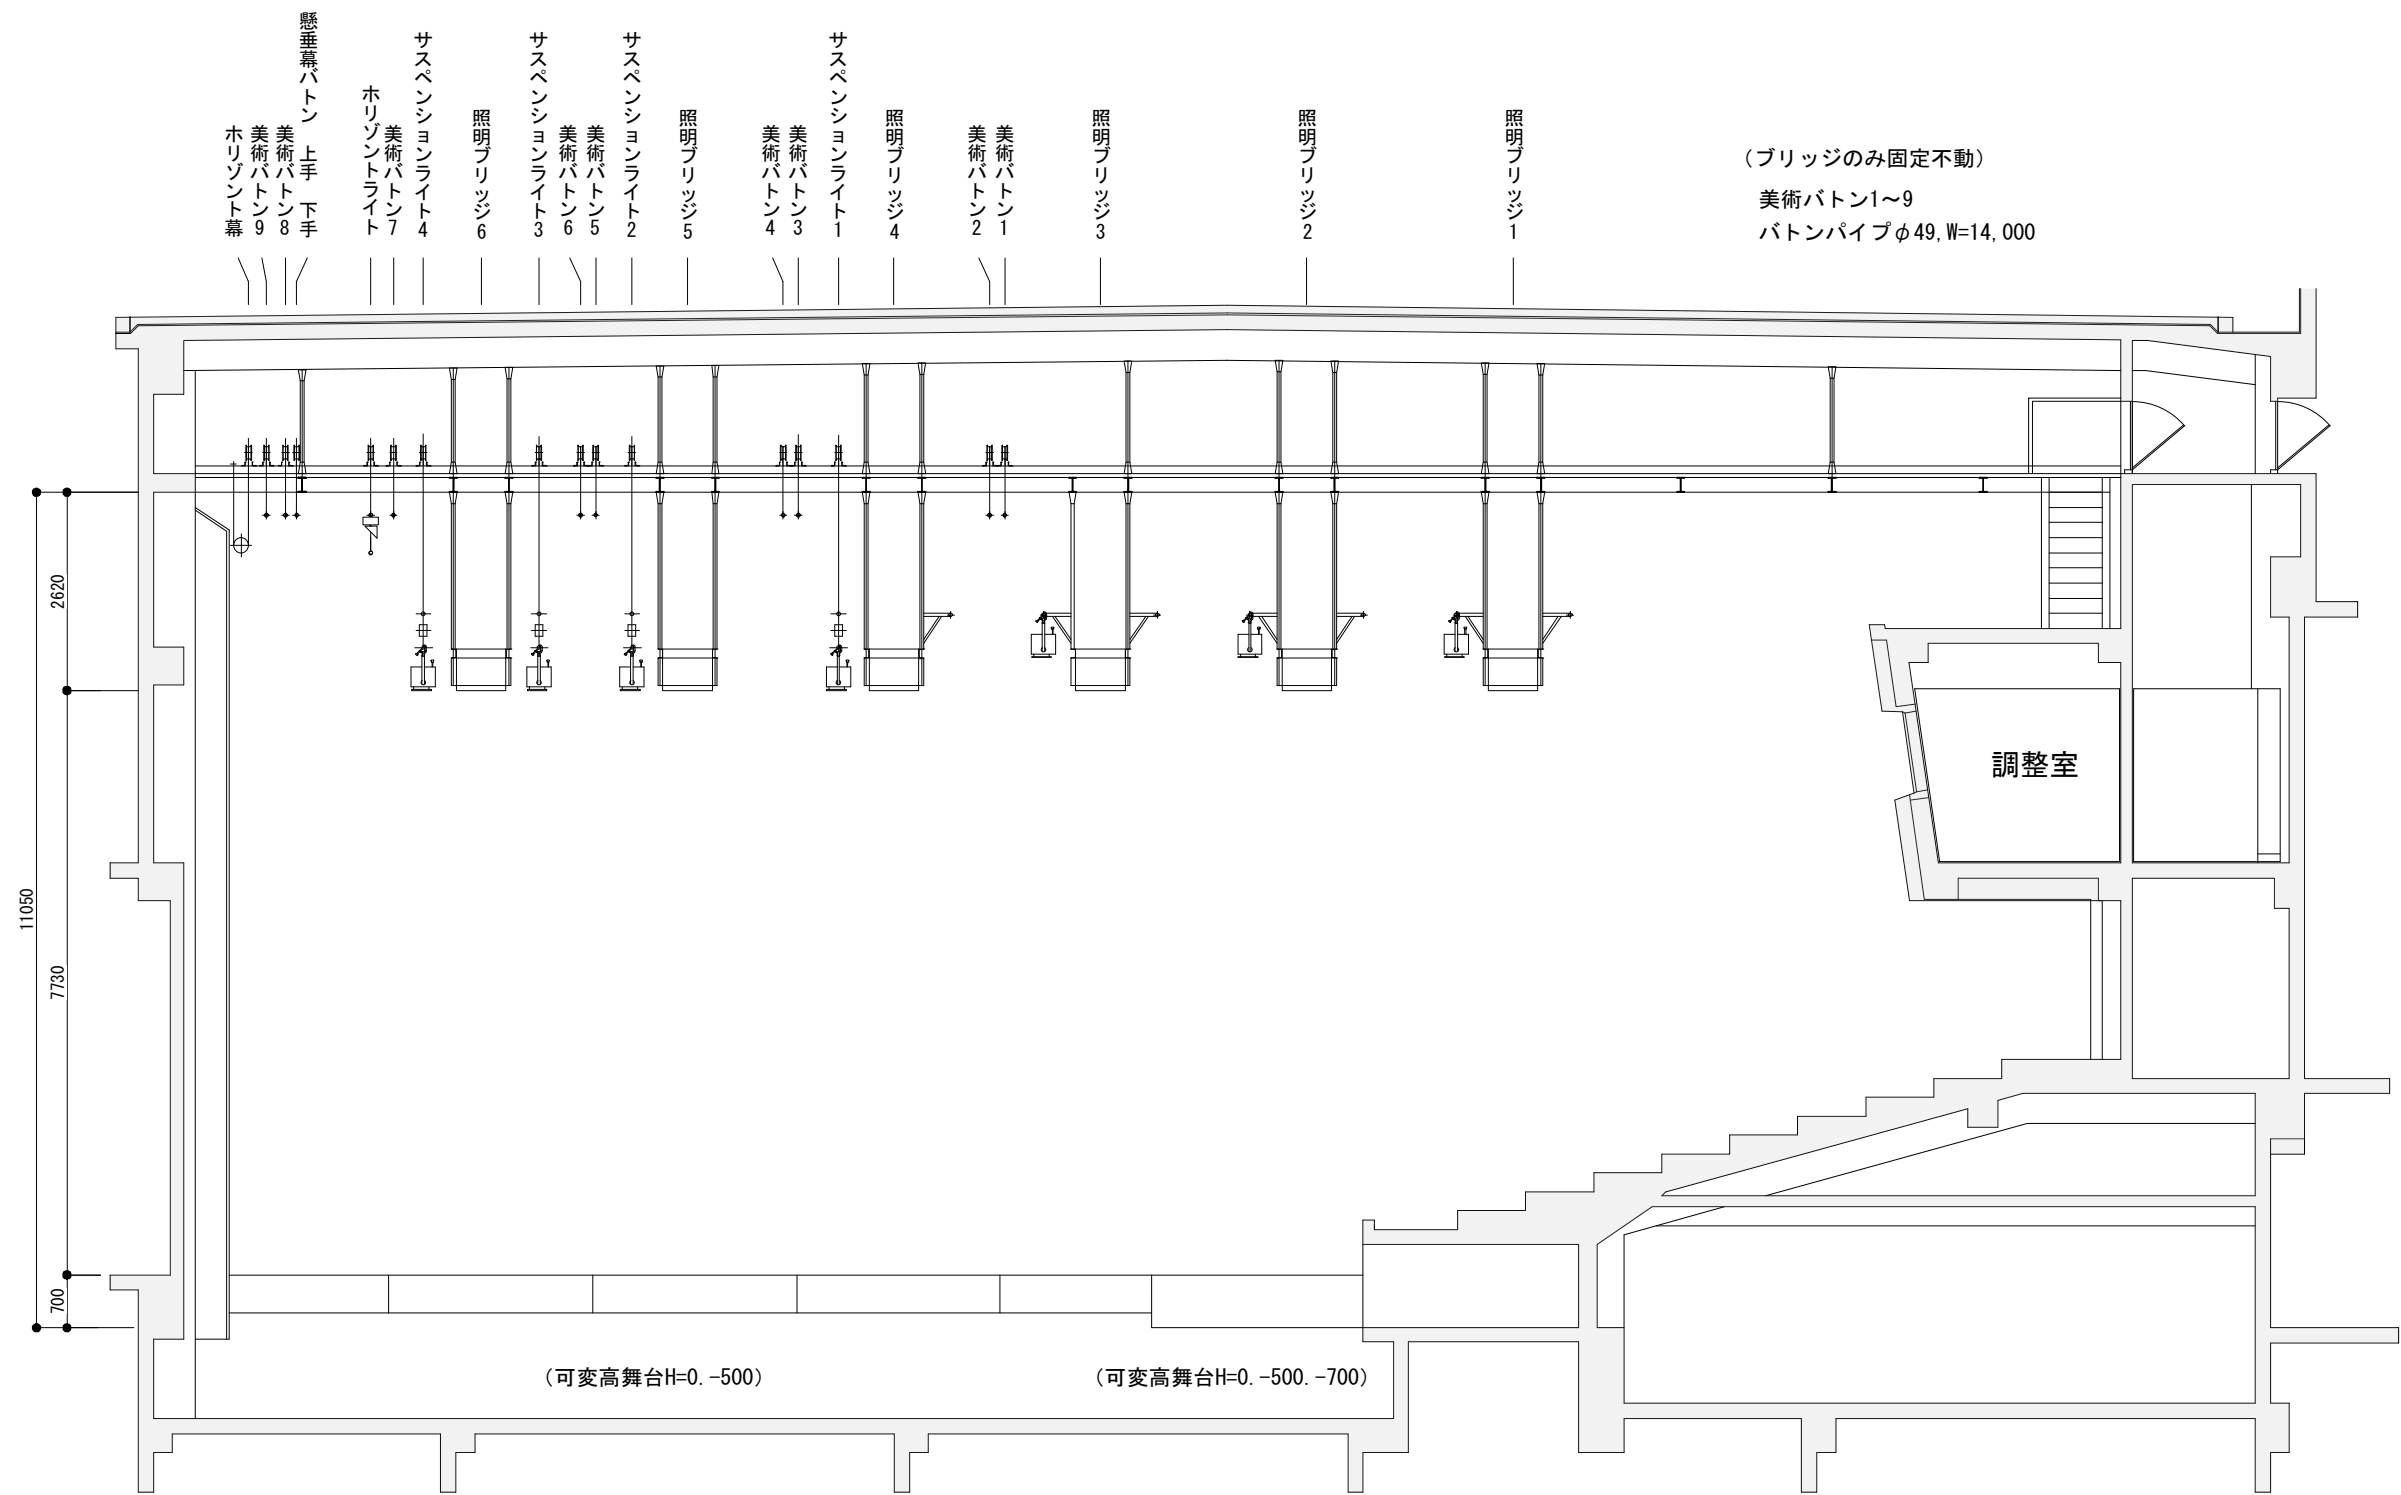 懸垂幕バトン 上手 下手
ホリゾント幕
美術バトン9
美術バトン8
ホリゾントライト
美術バトン7
サスペンションライト4
照明ブリッジ6
サスペンションライト3
美術バトン6
美術バトン5
サスペンションライト2
照明ブリッジ5
美術バトン4
美術バトン3
サスペンションライト1
照明ブリッジ4
美術バトン2
美術バトン1
照明ブリッジ3
照明ブリッジ2
照明ブリッジ1
（ブリッジのみ固定不動）
美術バトン1～9
バトンパイプφ49,W=14,000
2620
11050
7730
700
調整室
（可変高舞台H=0.-500）
（可変高舞台H=0.-500.-700）